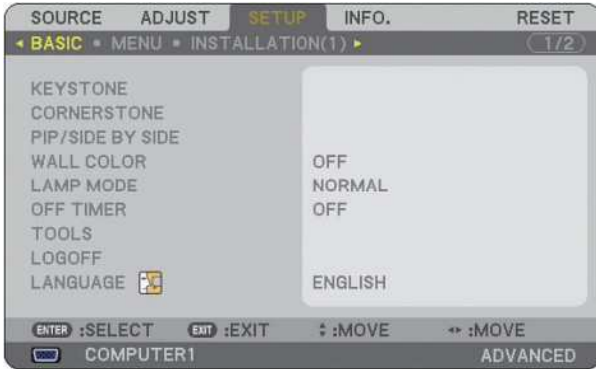 SOURCE ADJUST SETUP INFO. RESET
BASIC • MENU • INSTALLATION(1) 1/2
KEYSTONE
CORNERSTONE
PIP/SIDE BY SIDE
WALL COLOR OFF
LAMP MODE NORMAL
OFF TIMER OFF
TOOLS
LOGOFF
LANGUAGE ENGLISH
ENTER :SELECT EXIT :EXIT :MOVE :MOVE
COMPUTER1 ADVANCED